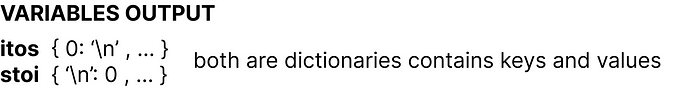 VARIABLES OUTPUT
itos { 0: ‘\n’ , ... }
both are dictionaries contains keys and values
stoi { ‘\n’: 0 , ... }